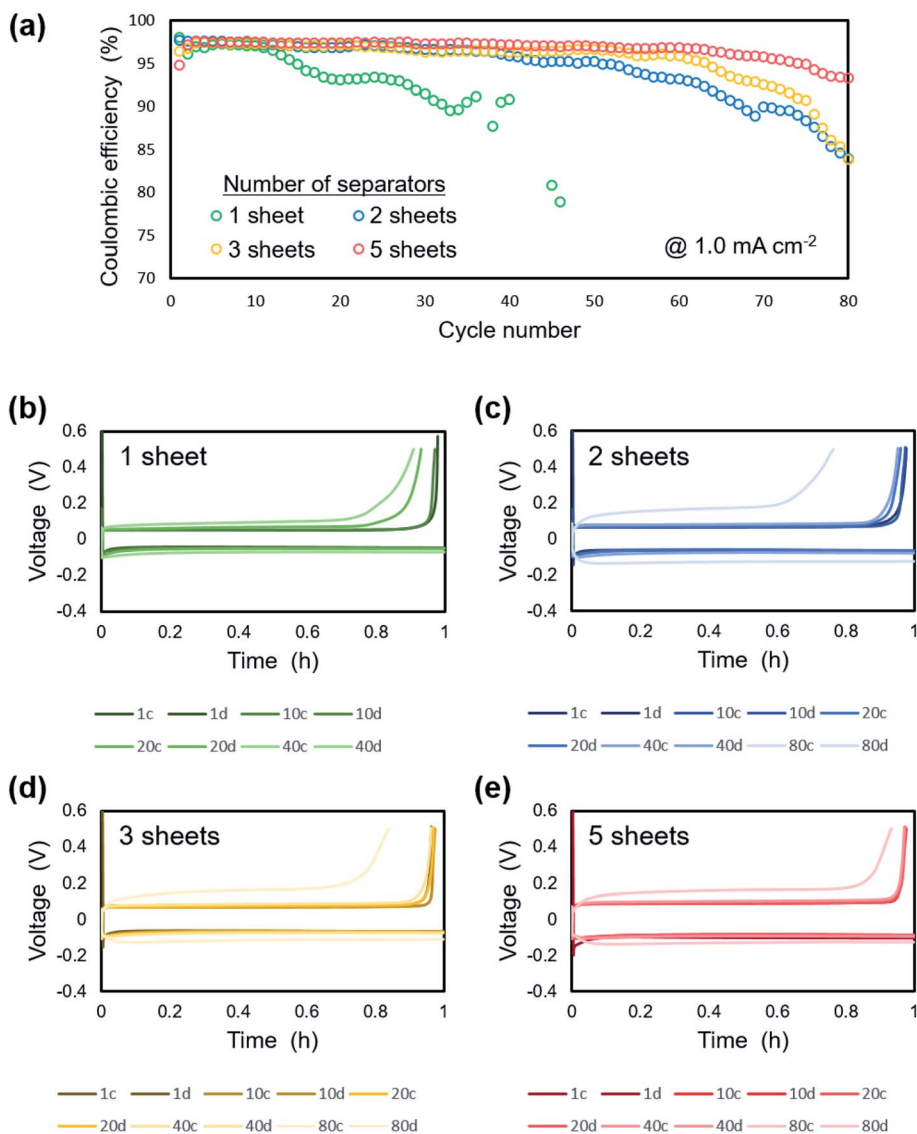 (a)
Coulombic efficiency (%)
100
95
90
85
80
75
70
Number of separators
1 sheet 2 sheets
3 sheets 5 sheets
@ 1.0 mA cm-2
0 10 20 30 40 50 60 70 80
Cycle number
(b)
Voltage (V)
0.6
0.4
0.2
0
-0.2
-0.4
1 sheet
0 0.2 0.4 0.6 0.8 1
Time (h)
1c 1d 10c 10d
20c 20d 40c 40d
(c)
Voltage (V)
0.6
0.4
0.2
0
-0.2
-0.4
2 sheets
0 0.2 0.4 0.6 0.8 1
Time (h)
1c 1d 10c 10d 20c
20d 40c 40d 80c 80d
(d)
Voltage (V)
0.6
0.4
0.2
0
-0.2
-0.4
3 sheets
0 0.2 0.4 0.6 0.8 1
Time (h)
1c 1d 10c 10d 20c
20d 40c 40d 80c 80d
(e)
Voltage (V)
0.6
0.4
0.2
0
-0.2
-0.4
5 sheets
0 0.2 0.4 0.6 0.8 1
Time (h)
1c 1d 10c 10d 20c
20d 40c 40d 80c 80d